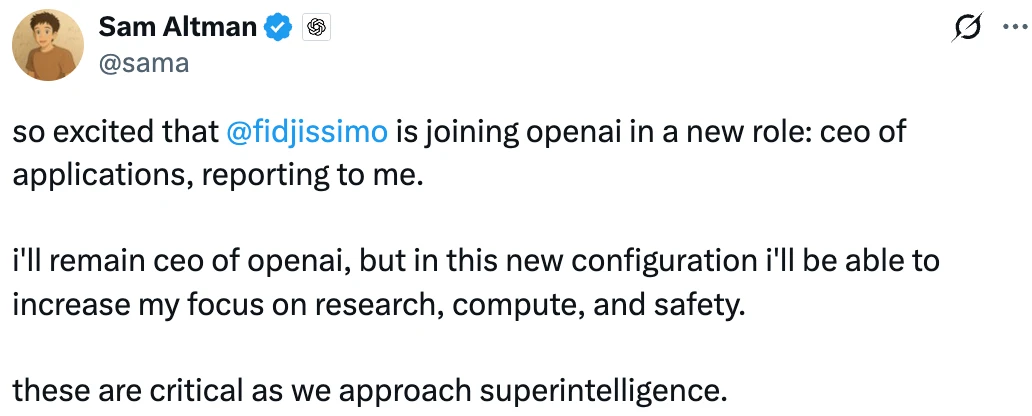 Sam Altman
@sama
so excited that @fidjissimo is joining openai in a new role: ceo of
applications, reporting to me.
i'll remain ceo of openai, but in this new configuration i'll be able to
increase my focus on research, compute, and safety.
these are critical as we approach superintelligence.